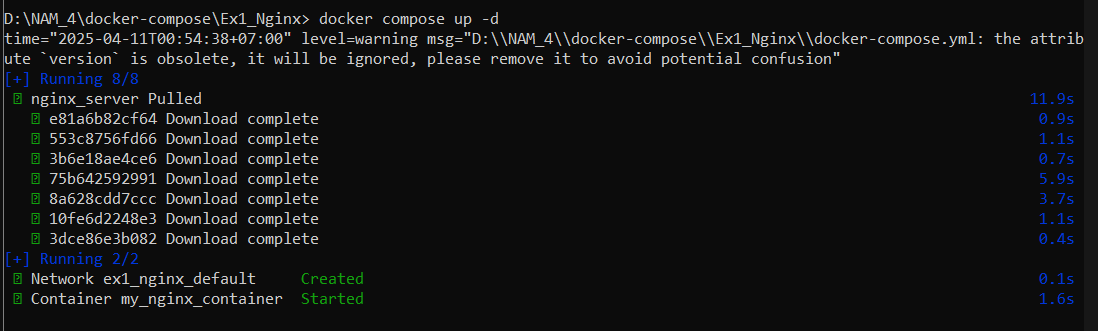 D:\NAM_4\docker-compose\Ex1_Nginx> docker compose up -d
time="2025-04-11T00:54:38+07:00" level=warning msg="D:\\NAM_4\\docker-compose\\Ex1_Nginx\\docker-compose.yml: the attrib
ute `version` is obsolete, it will be ignored, please remove it to avoid potential confusion"
[+] Running 8/8
 nginx_server Pulled 11.9s
 e81a6b82cf64 Download complete 0.9s
 553c8756fd66 Download complete 1.1s
 3b6e18ae4ce6 Download complete 0.7s
 75b642592991 Download complete 5.9s
 8a628cdd7ccc Download complete 3.7s
 10fe6d2248e3 Download complete 1.1s
 3dce86e3b082 Download complete 0.4s
[+] Running 2/2
 Network ex1_nginx_default Created 0.1s
 Container my_nginx_container Started 1.6s